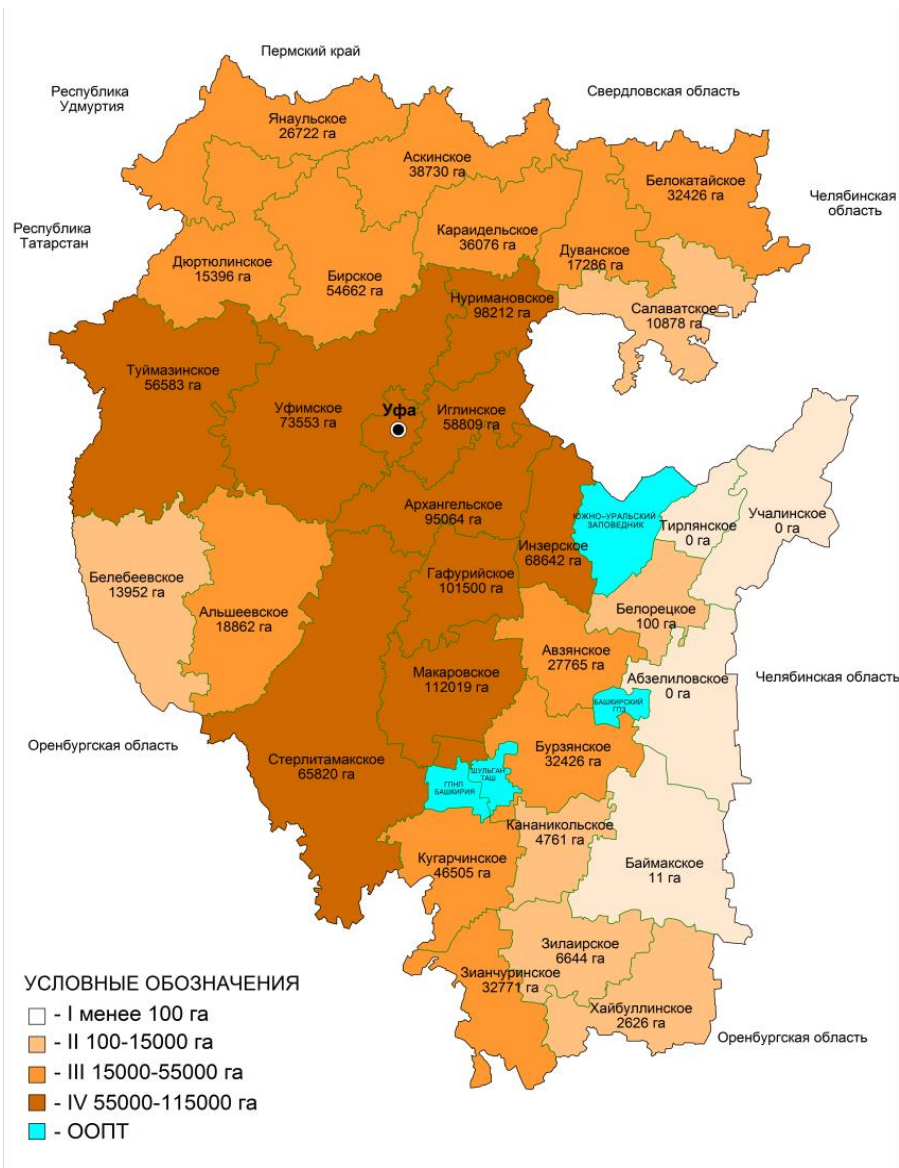 Пермский край
Республика
Удмуртия
Свердловская область
Янаульское
26722 га
Аскинское
38730 га
Белокатайское
32426 га
Челябинская
область
Республика
Татарстан
Караидельское
36076 га
Дуванское
17286 га
Дюртюлинское
15396 га
Бирское
54662 га
Нуримановское
98212 га
Салаватское
10878 га
Туймазинское
56583 га
Уфимское
73553 га
Уфа
Иглинское
58809 га
Архангельское
95064 га
ЮЖНО-УРАЛЬСКИЙ
ЗАПОВЕДНИК
Тирлянское
0 га
Учалинское
0 га
Инзерское
68642 га
Гафурийское
101500 га
Белебеевское
13952 га
Альшеевское
18862 га
Белорецкое
100 га
Авзянское
27765 га
Макаровское
112019 га
Абзелиловское
0 га
Челябинская область
БАШКИРСКИЙ
ГПЗ
Оренбургская область
Стерлитамакское
65820 га
Бурзянское
32426 га
ШУЛЬГАН
ТАШ
ГПНП
БАШКИРИЯ
Кананикольское
4761 га
Кугарчинское
46505 га
Баймакское
11 га
Зилаирское
6644 га
Зианчуринское
32771 га
Хайбуллинское
2626 га
Оренбургская область
УСЛОВНЫЕ ОБОЗНАЧЕНИЯ
- I менее 100 га
- II 100-15000 га
- III 15000-55000 га
- IV 55000-115000 га
- ООПТ